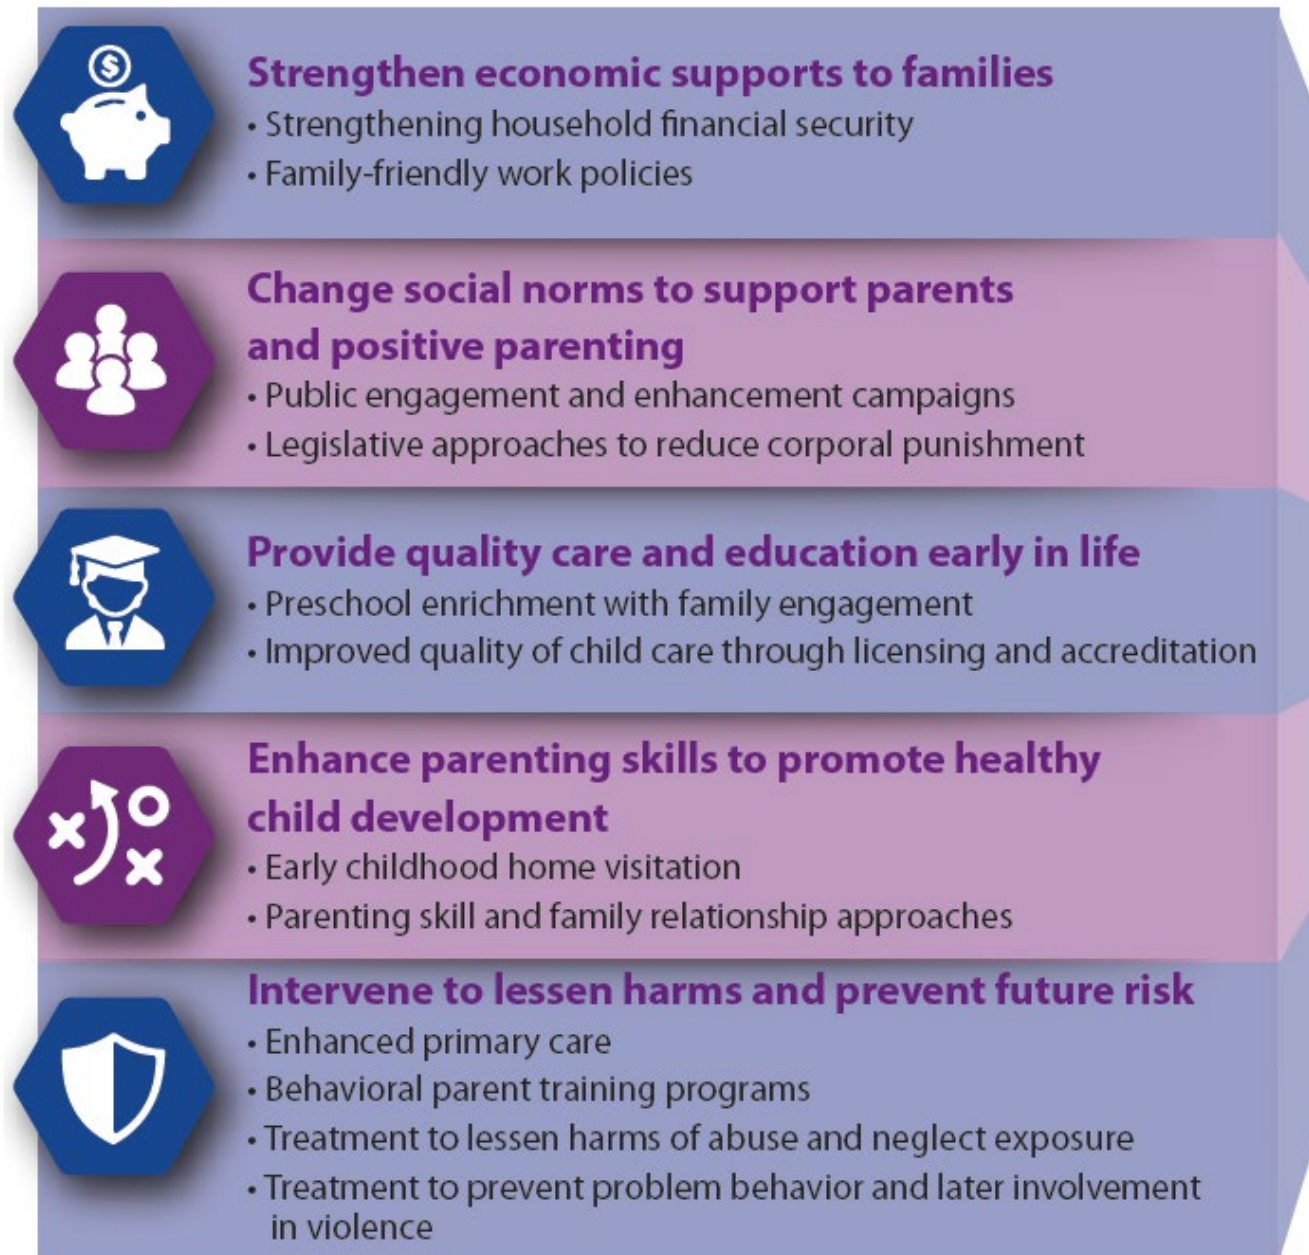 $
Strengthen economic supports to families
• Strengthening household financial security
• Family-friendly work policies
Change social norms to support parents
and positive parenting
• Public engagement and enhancement campaigns
• Legislative approaches to reduce corporal punishment
Provide quality care and education early in life
• Preschool enrichment with family engagement
• Improved quality of child care through licensing and accreditation
Enhance parenting skills to promote healthy
child development
• Early childhood home visitation
• Parenting skill and family relationship approaches
Intervene to lessen harms and prevent future risk
• Enhanced primary care
• Behavioral parent training programs
• Treatment to lessen harms of abuse and neglect exposure
• Treatment to prevent problem behavior and later involvement
in violence